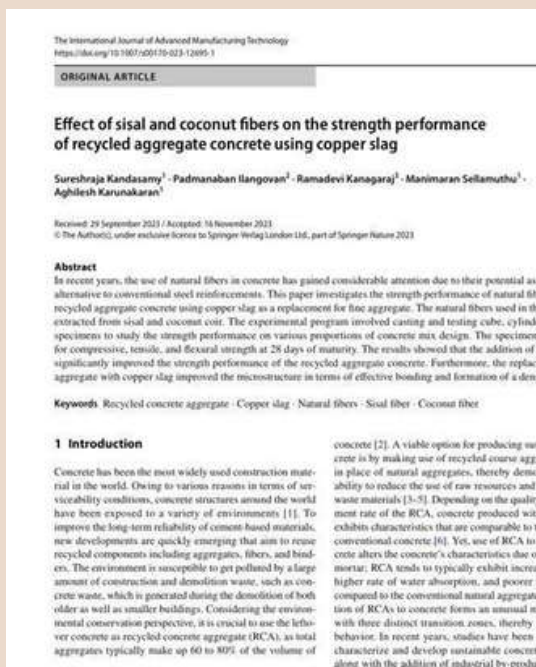 The International Journal of Advanced Manufacturing Technology
https://doi.org/10.1007/s00170-023-12695-1
ORIGINAL ARTICLE
Effect of sisal and coconut fibers on the strength performance
of recycled aggregate concrete using copper slag
Sureshraja Kandasamy¹ · Padmanaban Ilangovan² · Ramadevi Kanagaraj³ · Manimaran Sellamuthu¹ ·
Aghilesh Karunakaran¹
Received: 29 September 2023 / Accepted: 16 November 2023
© The Author(s), under exclusive licence to Springer-Verlag London Ltd., part of Springer Nature 2023
Abstract
In recent years, the use of natural fibers in concrete has gained considerable attention due to their potential as
alternative to conventional steel reinforcements. This paper investigates the strength performance of natural fi
recycled aggregate concrete using copper slag as a replacement for fine aggregate. The natural fibers used in th
extracted from sisal and coconut coir. The experimental program involved casting and testing cube, cylinde
specimens to study the strength performance on various proportions of concrete mix design. The specimen
for compressive, tensile, and flexural strength at 28 days of maturity. The results showed that the addition of
significantly improved the strength performance of the recycled aggregate concrete. Furthermore, the replac
aggregate with copper slag improved the microstructure in terms of effective bonding and formation of a den
Keywords Recycled concrete aggregate · Copper slag · Natural fibers · Sisal fiber · Coconut fiber
1 Introduction
Concrete has been the most widely used construction mate-
rial in the world. Owing to various reasons in terms of ser-
viceability conditions, concrete structures around the world
have been exposed to a variety of environments [1]. To
improve the long-term reliability of cement-based materials,
new developments are quickly emerging that aim to reuse
recycled components including aggregates, fibers, and bind-
ers. The environment is susceptible to get polluted by a large
amount of construction and demolition waste, such as con-
crete waste, which is generated during the demolition of both
older as well as smaller buildings. Considering the environ-
mental conservation perspective, it is crucial to use the lefto-
ver concrete as recycled concrete aggregate (RCA), as total
aggregates typically make up 60 to 80% of the volume of
concrete [2]. A viable option for producing sus
crete is by making use of recycled course agg
in place of natural aggregates, thereby demo
ability to reduce the use of raw resources and
waste materials [3–5]. Depending on the quality
ment rate of the RCA, concrete produced wit
exhibits characteristics that are comparable to t
conventional concrete [6]. Yet, use of RCA to
crete alters the concrete's characteristics due o
mortar; RCA tends to typically exhibit increa
higher rate of water absorption, and poorer
compared to the conventional natural aggregat
tion of RCAs to concrete forms an unusual m
with three distinct transition zones, thereby
behavior. In recent years, studies have been
characterize and develop sustainable concret
along with the addition of industrial by-produ